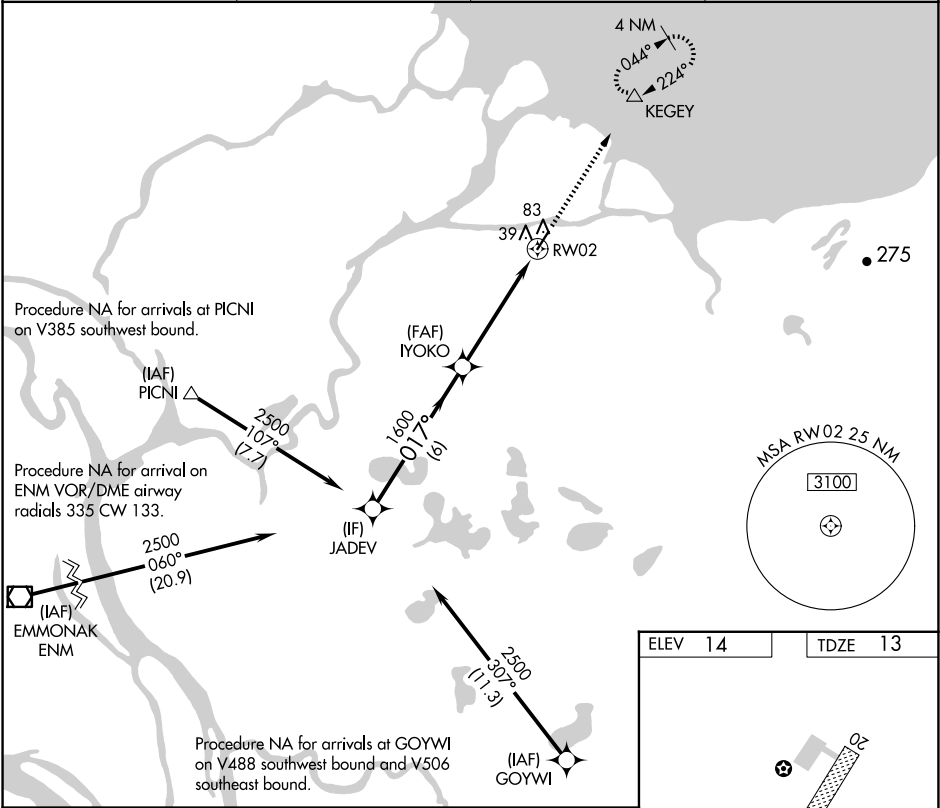 4 NM
044°
224°
KEGEY
83
39
RW02
275
Procedure NA for arrivals at PICNI
on V385 southwest bound.
(FAF)
IYOKO
(IAF)
PICNI
2500
107°
(7.7)
1600
017°
(6)
MSA RW02 25 NM
3100
Procedure NA for arrival on
ENM VOR/DME airway
radials 335 CW 133.
(IF)
JADEV
2500
060°
(20.9)
(IAF)
EMMONAK
ENM
2500
307°
(11.3)
ELEV 14
TDZE 13
Procedure NA for arrivals at GOYWI
on V488 southwest bound and V506
southeast bound.
(IAF)
GOYWI
20